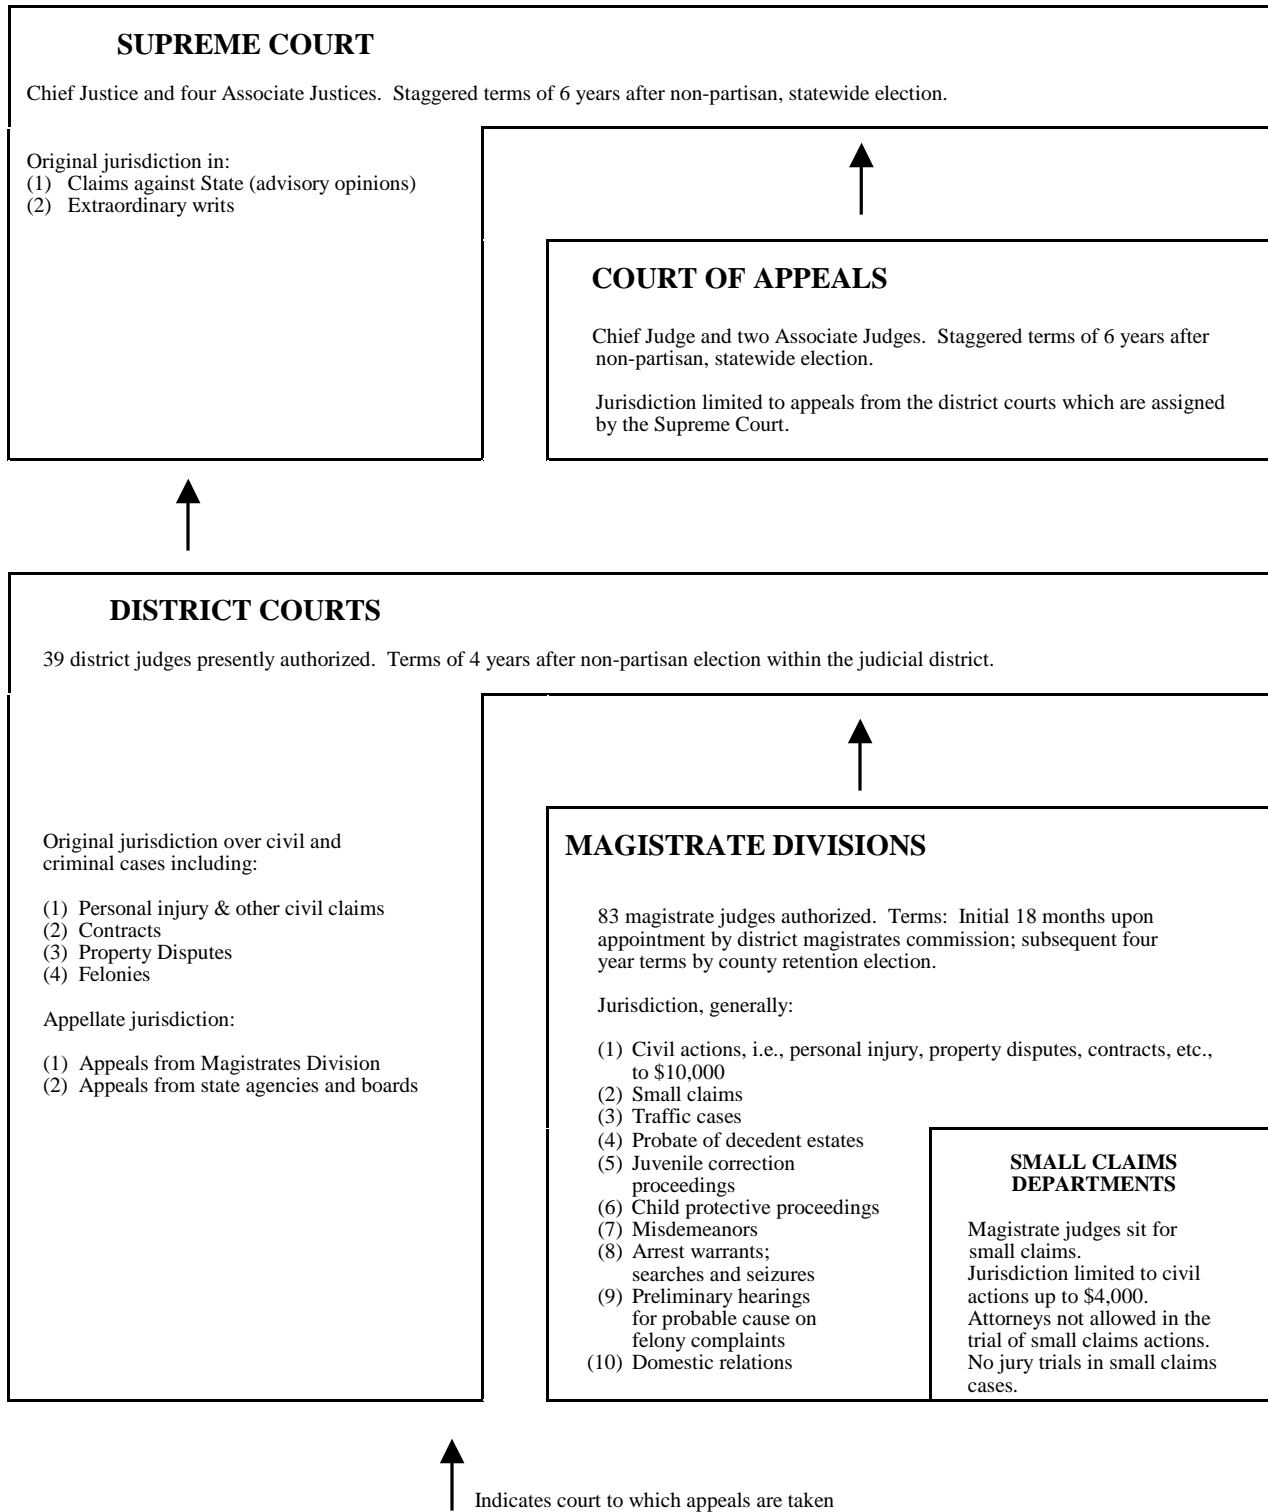 SUPREME COURT
Chief Justice and four Associate Justices. Staggered terms of 6 years after non-partisan, statewide election.
Original jurisdiction in:
(1) Claims against State (advisory opinions)
(2) Extraordinary writs
COURT OF APPEALS
Chief Judge and two Associate Judges. Staggered terms of 6 years after
non-partisan, statewide election.
Jurisdiction limited to appeals from the district courts which are assigned
by the Supreme Court.
DISTRICT COURTS
39 district judges presently authorized. Terms of 4 years after non-partisan election within the judicial district.
Original jurisdiction over civil and
criminal cases including:
(1) Personal injury & other civil claims
(2) Contracts
(3) Property Disputes
(4) Felonies
Appellate jurisdiction:
(1) Appeals from Magistrates Division
(2) Appeals from state agencies and boards
MAGISTRATE DIVISIONS
83 magistrate judges authorized. Terms: Initial 18 months upon
appointment by district magistrates commission; subsequent four
year terms by county retention election.
Jurisdiction, generally:
(1) Civil actions, i.e., personal injury, property disputes, contracts, etc.,
to $10,000
(2) Small claims
(3) Traffic cases
(4) Probate of decedent estates
(5) Juvenile correction
proceedings
(6) Child protective proceedings
(7) Misdemeanors
(8) Arrest warrants;
searches and seizures
(9) Preliminary hearings
for probable cause on
felony complaints
(10) Domestic relations
SMALL CLAIMS
DEPARTMENTS
Magistrate judges sit for
small claims.
Jurisdiction limited to civil
actions up to $4,000.
Attorneys not allowed in the
trial of small claims actions.
No jury trials in small claims
cases.
Indicates court to which appeals are taken